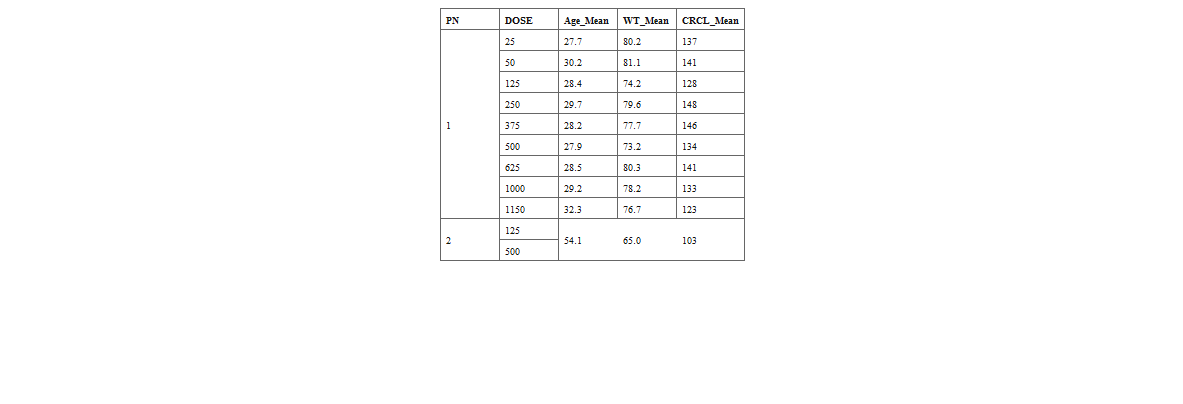 PN DOSE Age_Mean WT_Mean CRCL_Mean
1
25 27.7 80.2 137
50 30.2 81.1 141
125 28.4 74.2 128
250 29.7 79.6 148
375 28.2 77.7 146
500 27.9 73.2 134
625 28.5 80.3 141
1000 29.2 78.2 133
1150 32.3 76.7 123
2
125
500
54.1 65.0 103